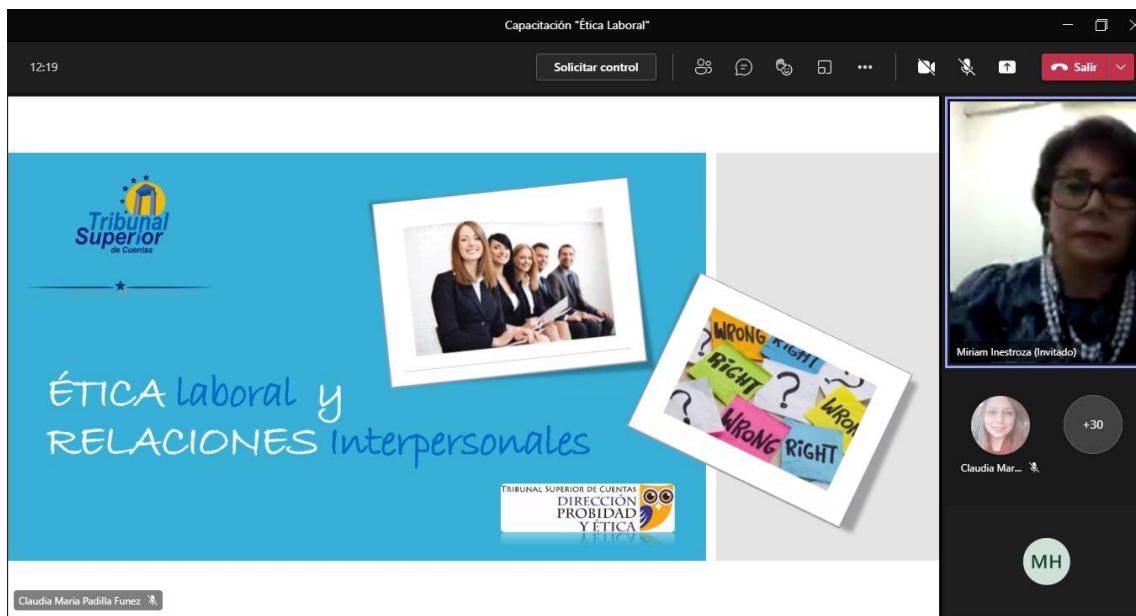 Capacitación "Ética Laboral"
12:19
Solicitar control
Salir
Tribunal
Superior
de Cuentas
ÉTICA laboral y
RELACIONES Interpersonales
WRONG RIGHT
RIGHT ?
? WRONG
? WRONG RIGHT
TRIBUNAL SUPERIOR DE CUENTAS
DIRECCIÓN
PROBIDAD
Y ÉTICA
Miriam Inestroza (Invitado)
Claudia Mar...
+30
MH
Claudia Maria Padilla Funez